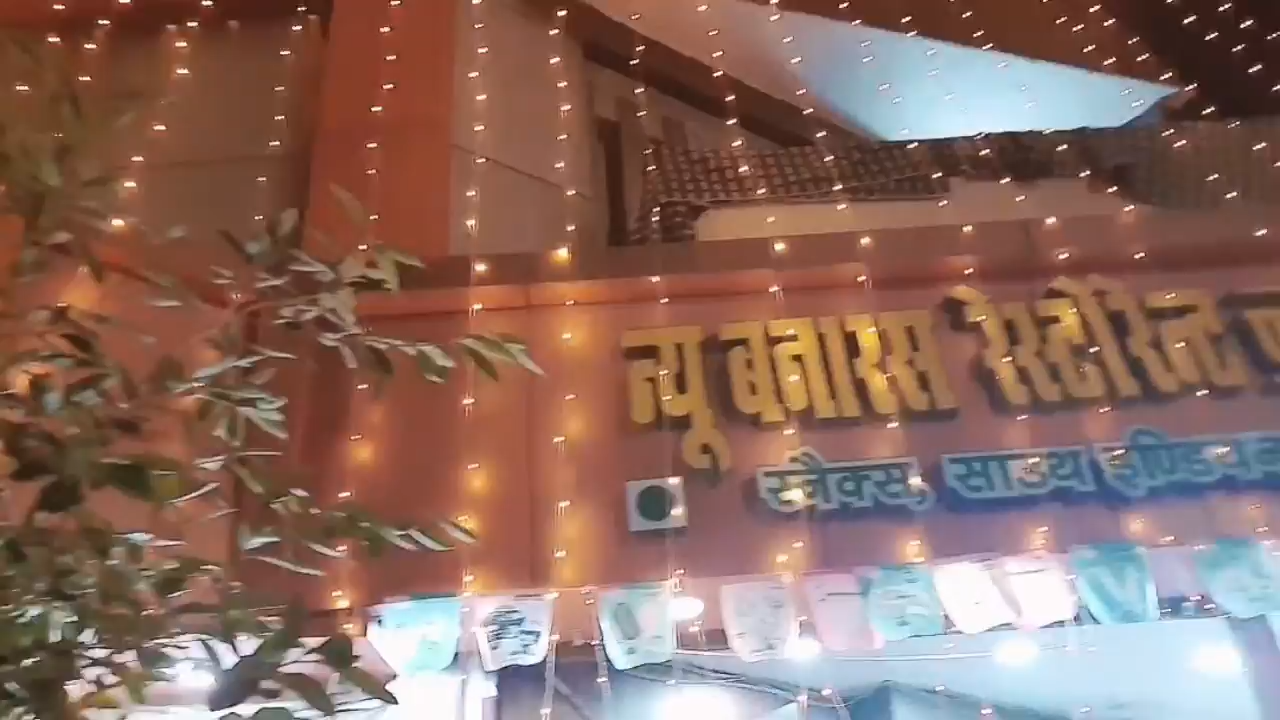 न्यू बनारस रेस्टोरेन्ट
स्नैक्स, साउथ इण्डियन